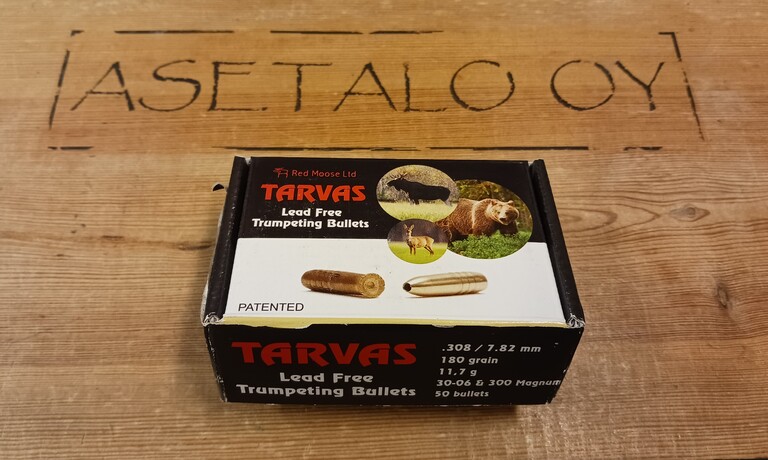 ASETALO OY
Red Moose Ltd
TARVAS
Lead Free
Trumpeting Bullets
PATENTED
TARVAS
Lead Free
Trumpeting Bullets
.308 / 7.82 mm
180 grain
11,7 g
30-06 & 300 Magnum
50 bullets